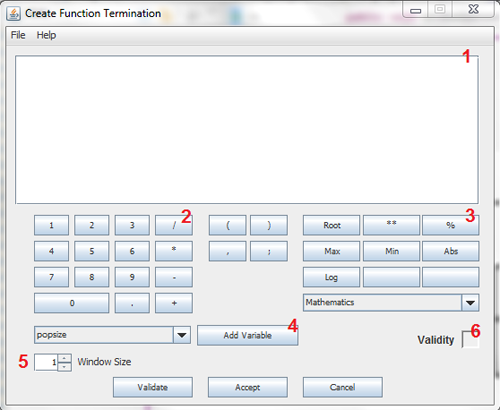 Create Function Termination
File Help
1
2 3
1 2 3 / ( ) Root ** %
4 5 6 * , ; Max Min Abs
7 8 9 - Log
0 . + Mathematics
4 6
popsize Add Variable Validity
5 1 Window Size
Validate Accept Cancel